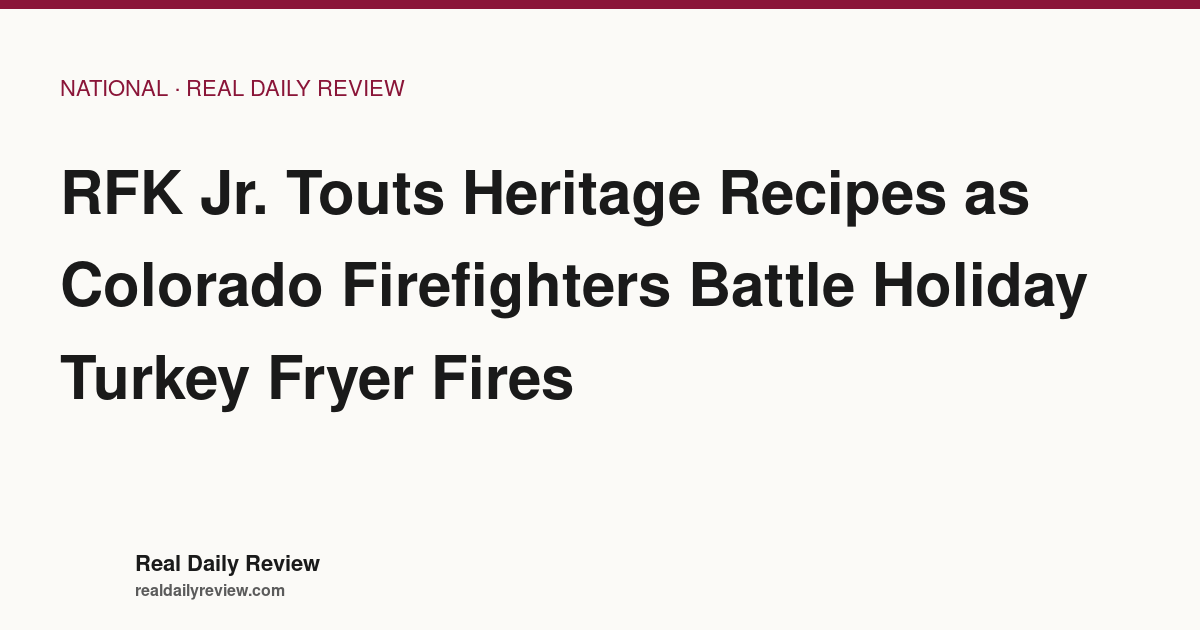 NATIONAL · REAL DAILY REVIEW
RFK Jr. Touts Heritage Recipes as
Colorado Firefighters Battle Holiday
Turkey Fryer Fires
Real Daily Review
realdailyreview.com